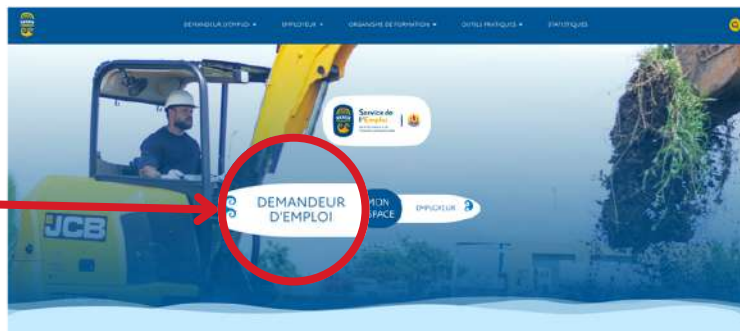 DEMANDEUR D'EMPLOI EMPLOYEUR ORGANISME DE FORMATION OUTILS PRATIQUES STATISTIQUES
Service de
l'Emploi
DEMANDEUR
D'EMPLOI
MON
ESPACE
EMPLOYEUR
JCB